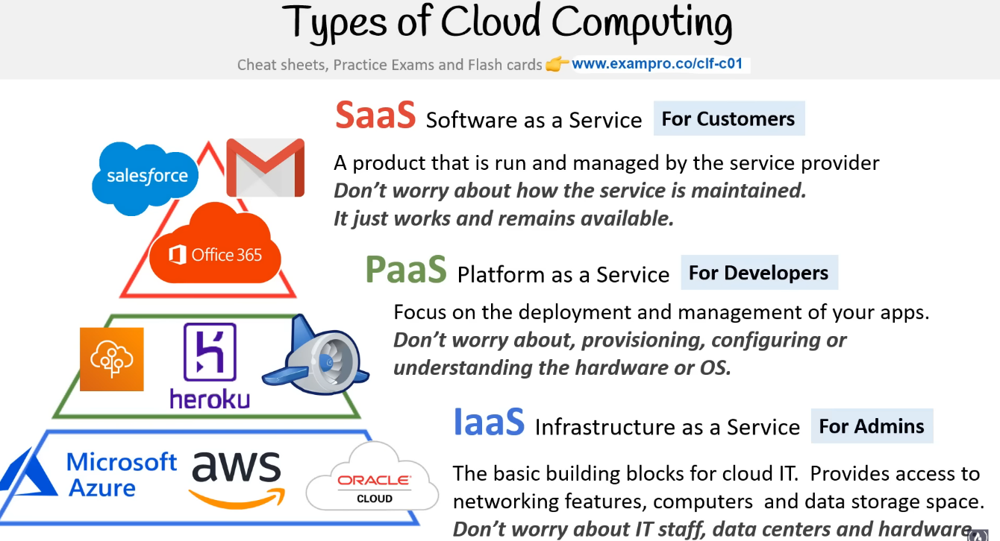 Types of Cloud Computing
Cheat sheets, Practice Exams and Flash cards 👉 www.exampro.co/clf-c01
SaaS Software as a Service For Customers
A product that is run and managed by the service provider
Don’t worry about how the service is maintained.
It just works and remains available.
salesforce
Office 365
PaaS Platform as a Service For Developers
Focus on the deployment and management of your apps.
Don’t worry about, provisioning, configuring or
understanding the hardware or OS.
heroku
IaaS Infrastructure as a Service For Admins
The basic building blocks for cloud IT. Provides access to
networking features, computers and data storage space.
Don’t worry about IT staff, data centers and hardware
Microsoft
Azure
aws
ORACLE
CLOUD